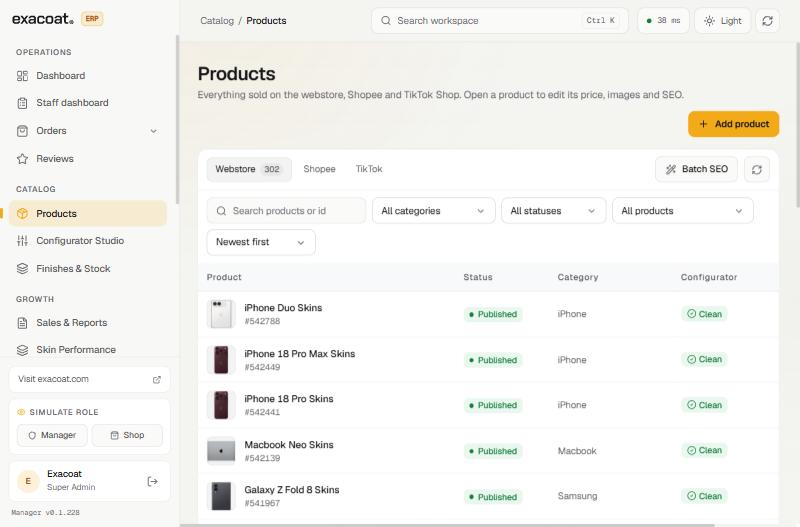 exacoat. ERP
OPERATIONS
Dashboard
Staff dashboard
Orders
Reviews
CATALOG
Products
Configurator Studio
Finishes & Stock
GROWTH
Sales & Reports
Skin Performance
Visit exacoat.com
SIMULATE ROLE
Manager Shop
E Exacoat
Super Admin
Manager v0.1.228
Catalog / Products
Search workspace Ctrl K
38 ms
Light
Products
Everything sold on the webstore, Shopee and TikTok Shop. Open a product to edit its price, images and SEO.
+ Add product
Webstore 302 Shopee TikTok
Batch SEO
Search products or id All categories All statuses All products
Newest first
Product Status Category Configurator
iPhone Duo Skins
#542788
Published iPhone Clean
iPhone 18 Pro Max Skins
#542449
Published iPhone Clean
iPhone 18 Pro Skins
#542441
Published iPhone Clean
Macbook Neo Skins
#542139
Published Macbook Clean
Galaxy Z Fold 8 Skins
#541967
Published Samsung Clean